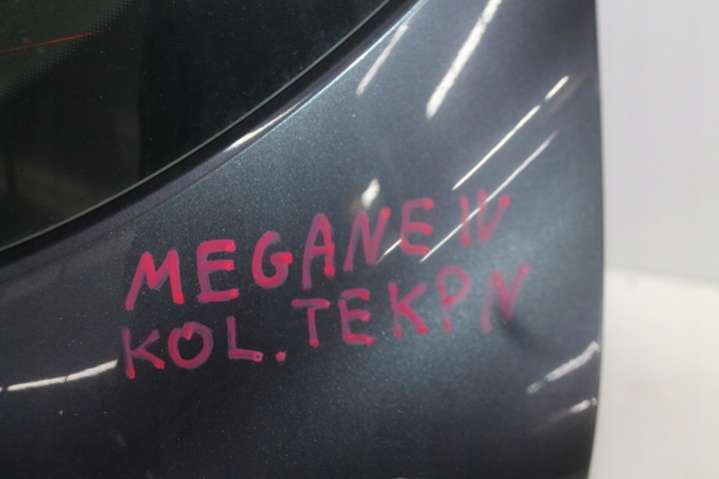 MEGANE IV
KOL. TEKPN